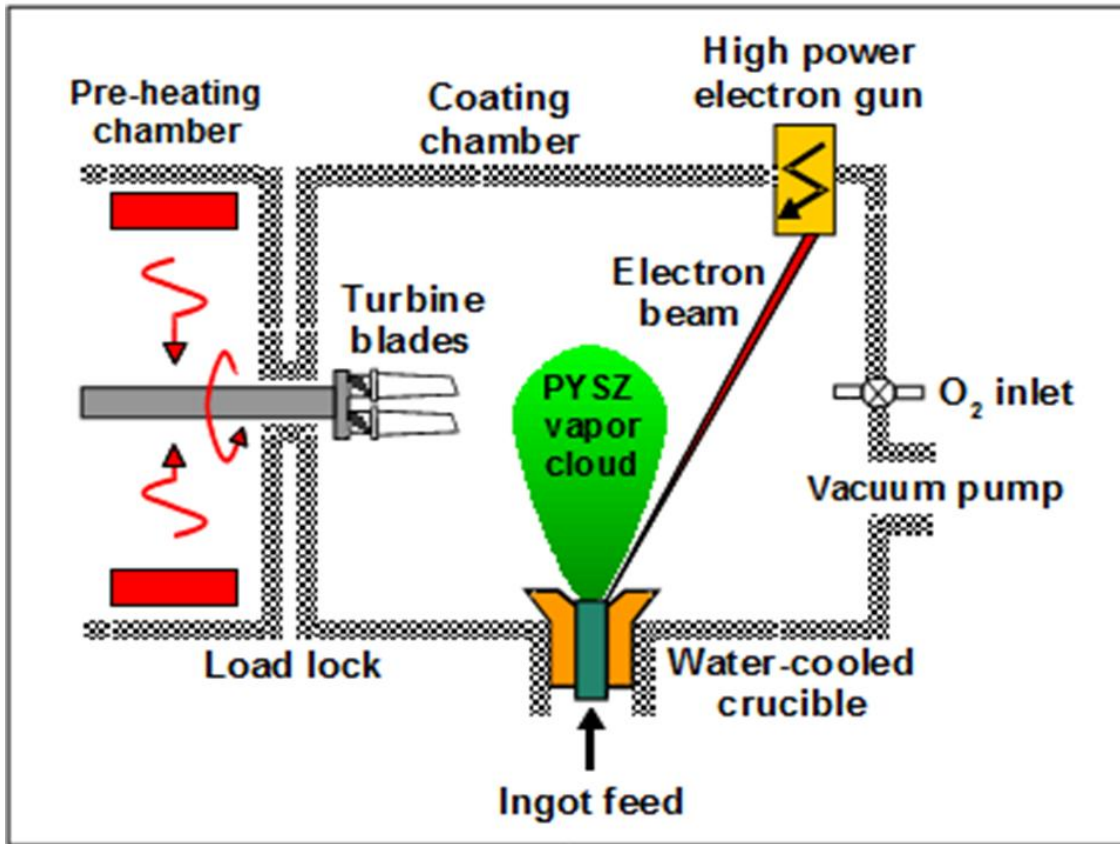 Pre-heating
chamber
Coating
chamber
High power
electron gun
Electron
beam
Turbine
blades
PYSZ
vapor
cloud
O₂ inlet
Vacuum pump
Load lock
Water-cooled
crucible
Ingot feed